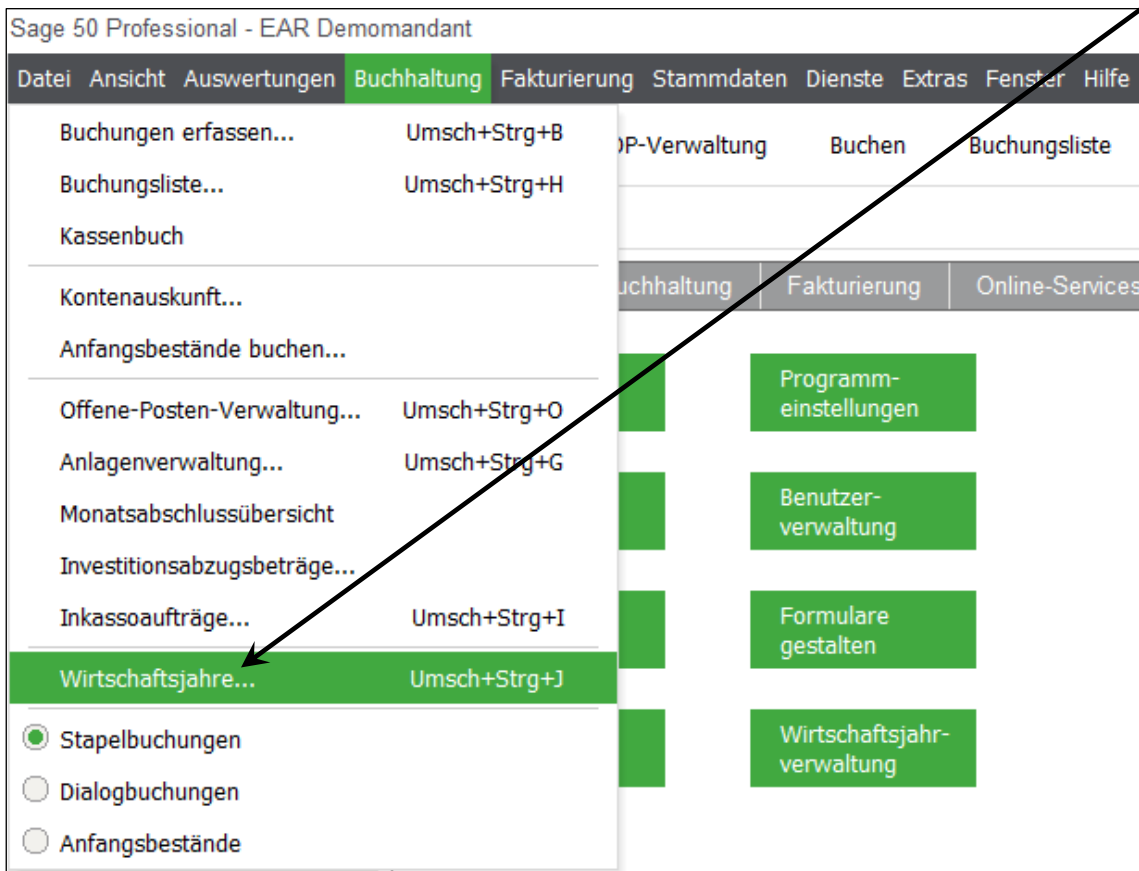 Sage 50 Professional - EAR Demomandant
Datei Ansicht Auswertungen Buchhaltung Fakturierung Stammdaten Dienste Extras Fenster Hilfe
Buchungen erfassen... Umsch+Strg+B
Buchungsliste... Umsch+Strg+H
Kassenbuch
Kontenauskunft...
Anfangsbestände buchen...
Offene-Posten-Verwaltung... Umsch+Strg+O
Anlagenverwaltung... Umsch+Strg+G
Monatsabschlussübersicht
Investitionsabzugsbeträge...
Inkassoaufträge... Umsch+Strg+I
Wirtschaftsjahre... Umsch+Strg+J
Stapelbuchungen
Dialogbuchungen
Anfangsbestände
OP-Verwaltung Buchen Buchungsliste
uchhaltung Fakturierung Online-Services
Programm-
einstellungen
Benutzer-
verwaltung
Formulare
gestalten
Wirtschaftsjahr-
verwaltung